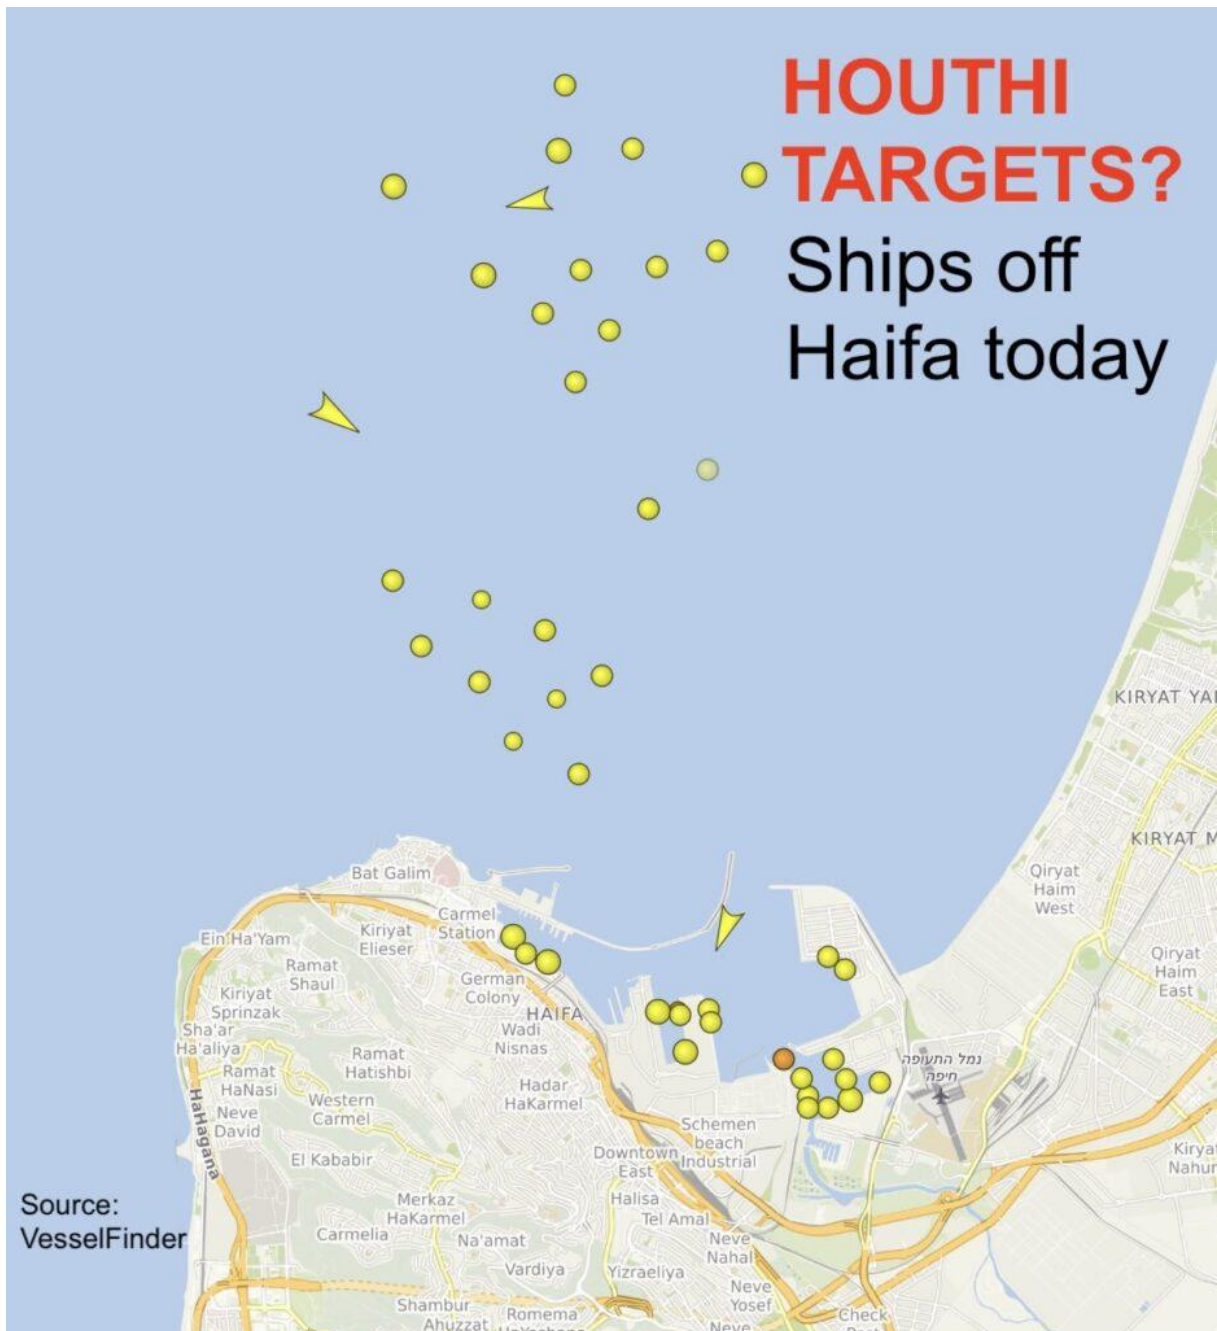 HOUTHI
TARGETS?
Ships off
Haifa today
KIRYAT YA
KIRYAT M
Bat Galim
Qiryat
Haim
West
Carmel
Station
Kiriyat
Elieser
Ein Ha'Yam
Ramat
Shaul
German
Colony
Qiryat
Haim
East
Kiriyat
Sprinzak
HAIFA
Sha'ar
Ha'aliya
Wadi
Nisnas
Ramat
Hatishbi
נמל התעופה
חיפה
Ramat
HaNasi
Hadar
HaKarmel
Neve
David
Western
Carmel
HaHagana
Schemen
beach
Industrial
El Kababir
Downtown
East
Kirya
Nahur
Source:
VesselFinder
Merkaz
HaKarmel
Halisa
Tel Amal
Carmelia
Na'amat
Neve
Nahal
Vardiya
Yizraeliya
Neve
Yosef
Shambur
Ahuzzat
Romema
Check
Neve